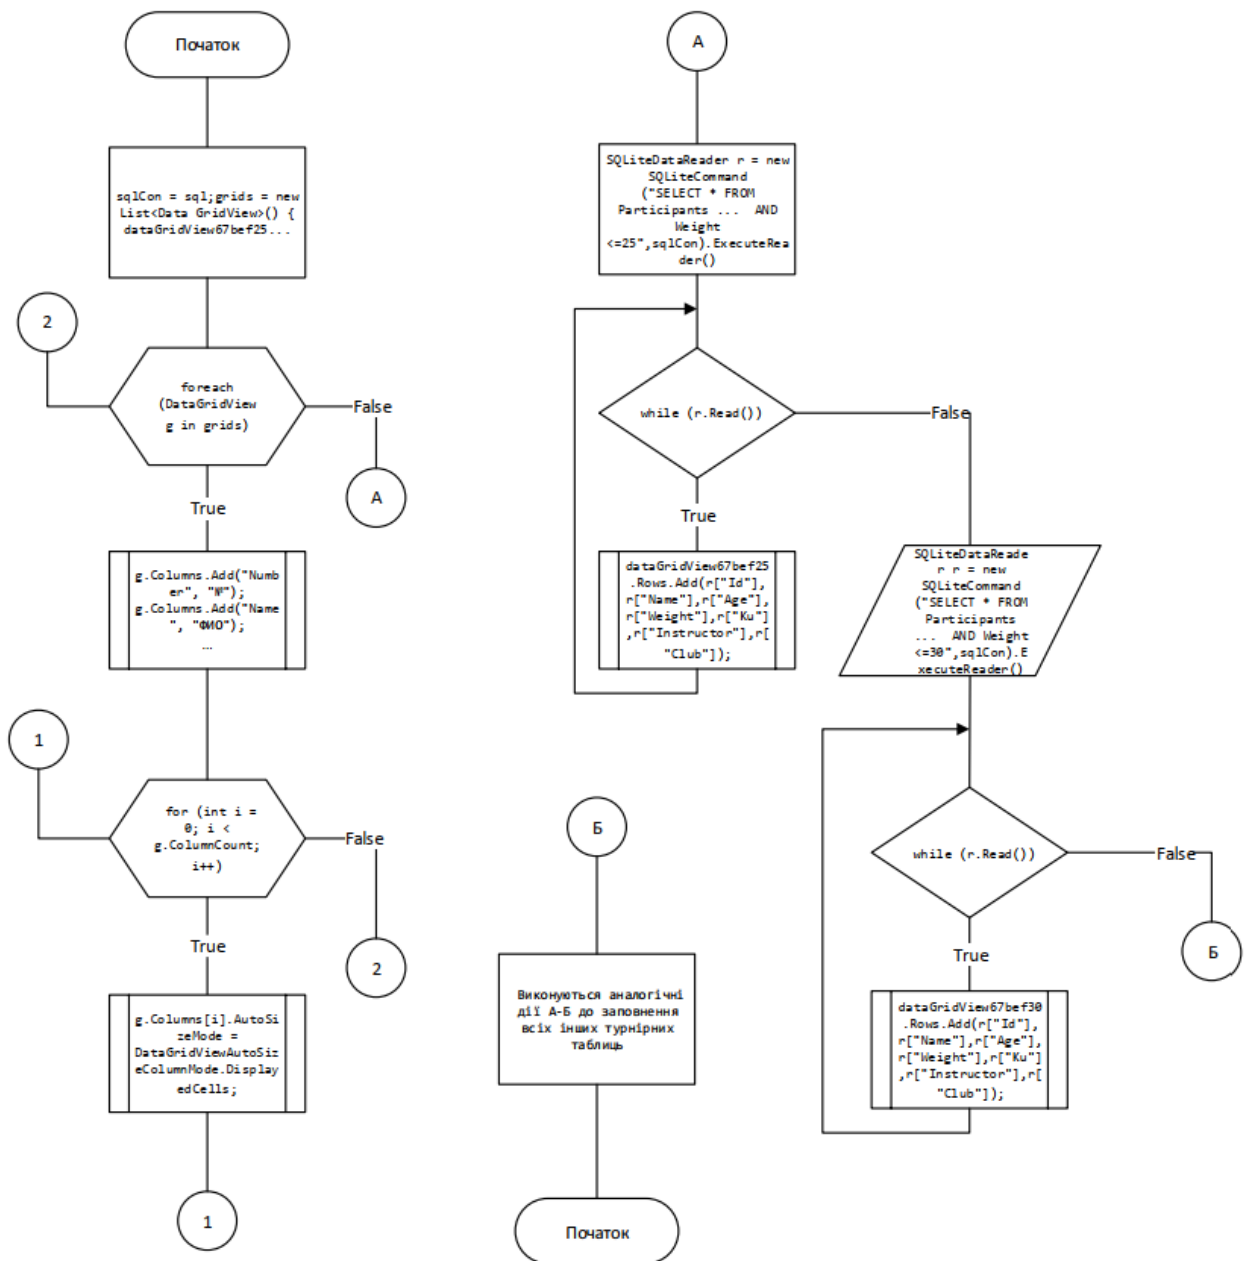 Початок
sqlCon = sql;grids = new
List<Data GridView>() {
dataGridView67bef25...
2
foreach
(DataGridView
g in grids)
False
A
True
g.Columns.Add("Numb
er", "№");
g.Columns.Add("Name
", "ФИО");
…
1
for (int i =
0; i <
g.ColumnCount;
i++)
False
2
True
g.Columns[i].AutoSi
zeMode =
DataGridViewAutoSiz
eColumnMode.Display
edCells;
1
A
SQLiteDataReader r = new
SQLiteCommand
("SELECT * FROM
Participants ... AND
Weight
<=25",sqlCon).ExecuteRea
der()
while (r.Read())
False
True
dataGridView67bef25
.Rows.Add(r["Id"],
r["Name"],r["Age"],
r["Weight"],r["Ku"]
,r["Instructor"],r[
"Club"]);
SQLiteDataReade
r r = new
SQLiteCommand
("SELECT * FROM
Participants
... AND Weight
<=30",sqlCon).E
xecuteReader()
while (r.Read())
False
Б
True
dataGridView67bef30
.Rows.Add(r["Id"],
r["Name"],r["Age"],
r["Weight"],r["Ku"]
,r["Instructor"],r[
"Club"]);
Б
Виконуються аналогічні
дії А-Б до заповнення
всіх інших турнірних
таблиць
Початок